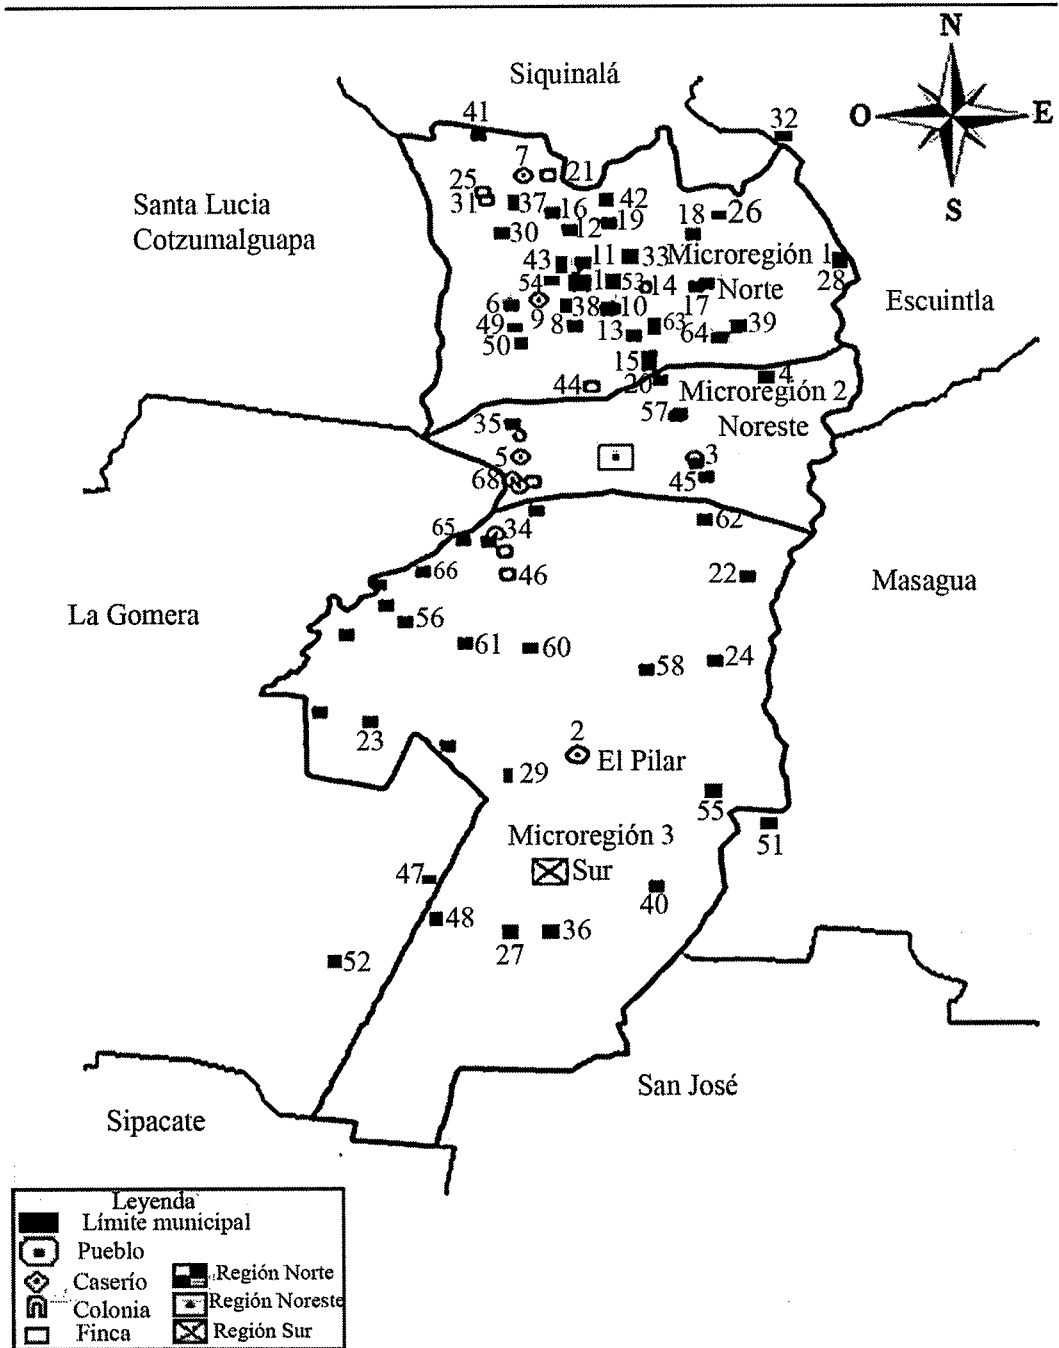 N
Siquinalá
41
32
O
E
7
21
25
Santa Lucia
31
37
42
S
Cotzumalguapa
16
12
19
18
26
30
43
11
33
Microregión 1
28
54
1
53
14
17
Norte
Escuintla
6
9
38
10
49
8
13
63
64
39
50
15
44
20
4
Microregión 2
57
35
Noreste
5
3
68
45
62
65
34
66
46
22
Masagua
La Gomera
56
61
60
58
24
23
2
El Pilar
29
55
51
Microregión 3
47
Sur
40
48
27
36
52
San José
Sipacate
Leyenda
Límite municipal
Pueblo
Caserío
Región Norte
Colonia
Región Noreste
Finca
Región Sur